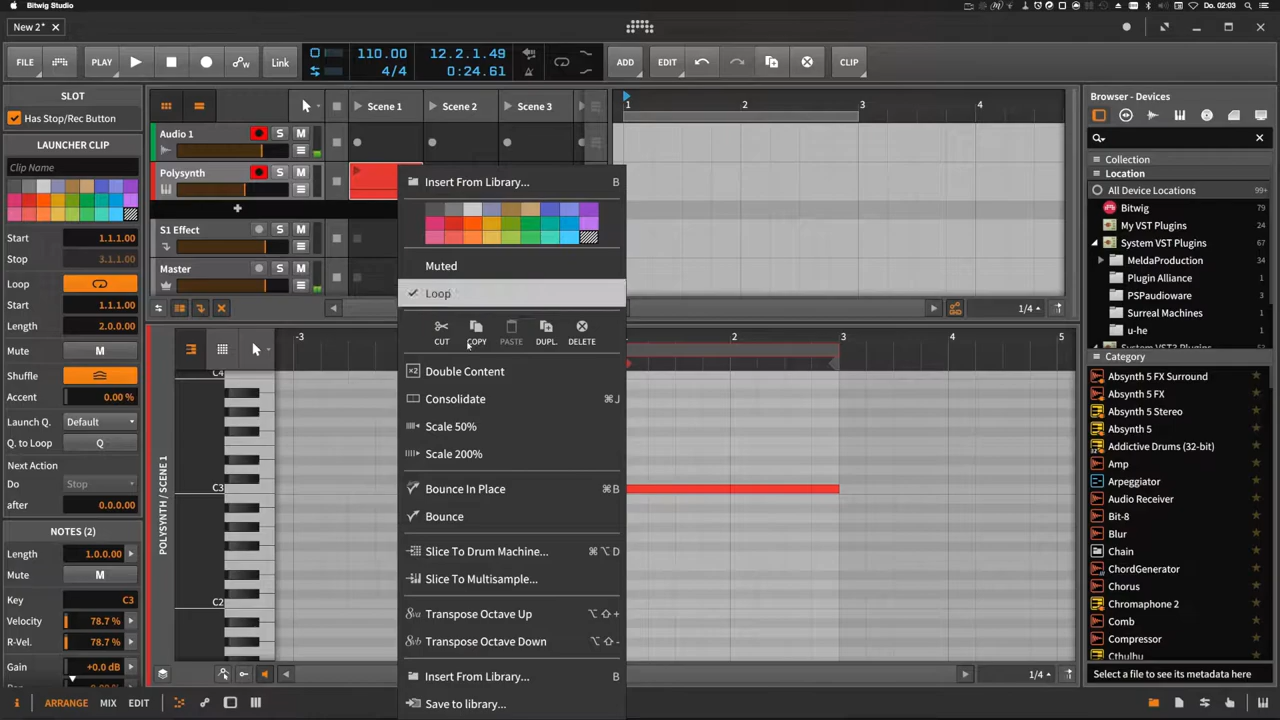 Bitwig Studio
Do. 02:03
New 2*
FILE
PLAY
Link
110.00
4/4
12.2.1.49
0:24.61
ADD
EDIT
CLIP
SLOT
Has Stop/Rec Button
LAUNCHER CLIP
Clip Name
Start 1.1.1.00
Stop 3.1.1.00
Loop
Start 1.1.1.00
Length 2.0.0.00
Mute M
Shuffle
Accent 0.00 %
Launch Q. Default
Q. to Loop Q
Next Action
Do Stop
after 0.0.0.00
NOTES (2)
Length 1.0.0.00
Mute M
Key C3
Velocity 78.7 %
R-Vel. 78.7 %
Gain +0.0 dB
Scene 1
Scene 2
Scene 3
Audio 1 S M
Polysynth S M
S1 Effect S M
Master S M
1 2 3 4
1/4
Insert From Library... B
Muted
Loop
CUT COPY PASTE DUPL. DELETE
Double Content
Consolidate ⌘J
Scale 50%
Scale 200%
Bounce In Place ⌘B
Bounce
Slice To Drum Machine... ⌘⌥D
Slice To Multisample...
Transpose Octave Up ⌥⇧+
Transpose Octave Down ⌥⇧-
Insert From Library... B
Save to library...
-3 2 3 4 5
POLYSYNTH / SCENE 1
C4
C3
C2
1/4
Browser - Devices
Collection
Location
All Device Locations 99+
Bitwig 79
My VST Plugins
System VST Plugins
MeldaProduction
Plugin Alliance
PSPaudioware
Surreal Machines
u-he
System VST3 Plugins
Category
Absynth 5 FX Surround
Absynth 5 FX
Absynth 5 Stereo
Absynth 5
Addictive Drums (32-bit)
Amp
Arpeggiator
Audio Receiver
Bit-8
Blur
Chain
ChordGenerator
Chorus
Chromaphone 2
Comb
Compressor
Cthulhu
Select a file to see its metadata here
ARRANGE MIX EDIT